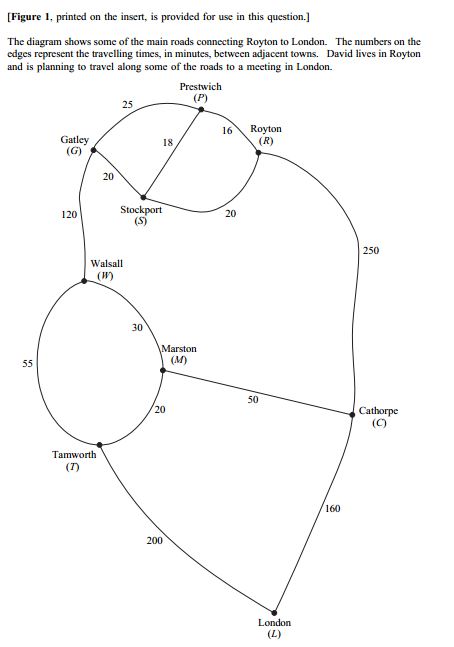 [Figure 1, printed on the insert, is provided for use in this question.]
The diagram shows some of the main roads connecting Royton to London. The numbers on the
edges represent the travelling times, in minutes, between adjacent towns. David lives in Royton
and is planning to travel along some of the roads to a meeting in London.
Prestwich
(P)
25
16
Royton
(R)
Gatley
(G)
18
20
Stockport
(S)
20
120
250
Walsall
(W)
30
Marston
(M)
55
50
20
Cathorpe
(C)
Tamworth
(T)
160
200
London
(L)